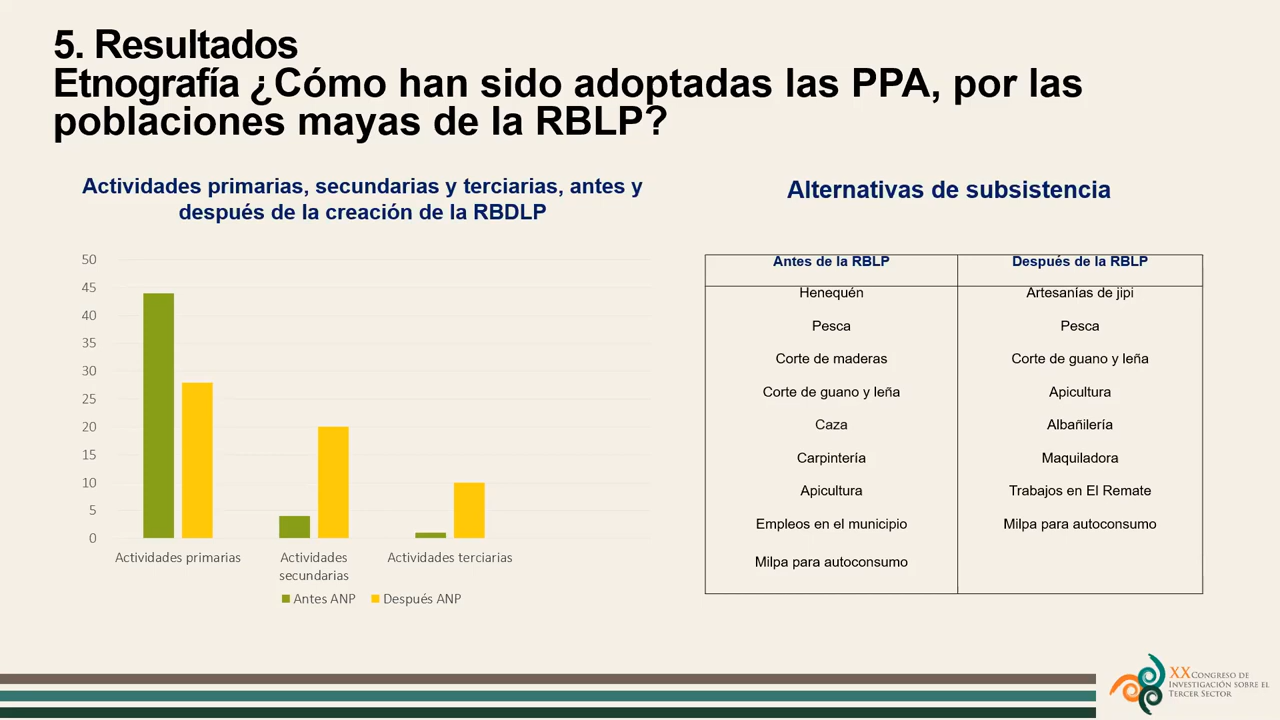 5. Resultados
Etnografía ¿Cómo han sido adoptadas las PPA, por las
poblaciones mayas de la RBLP?
Actividades primarias, secundarias y terciarias, antes y
después de la creación de la RBDLP
50
45
40
35
30
25
20
15
10
5
0
Actividades primarias
Actividades
secundarias
Actividades terciarias
Antes ANP
Después ANP
Alternativas de subsistencia
Antes de la RBLP
Después de la RBLP
Henequén
Artesanías de jipi
Pesca
Pesca
Corte de maderas
Corte de guano y leña
Corte de guano y leña
Apicultura
Caza
Albañilería
Carpintería
Maquiladora
Apicultura
Trabajos en El Remate
Empleos en el municipio
Milpa para autoconsumo
Milpa para autoconsumo
XX Congreso de
Investigación sobre el
Tercer Sector